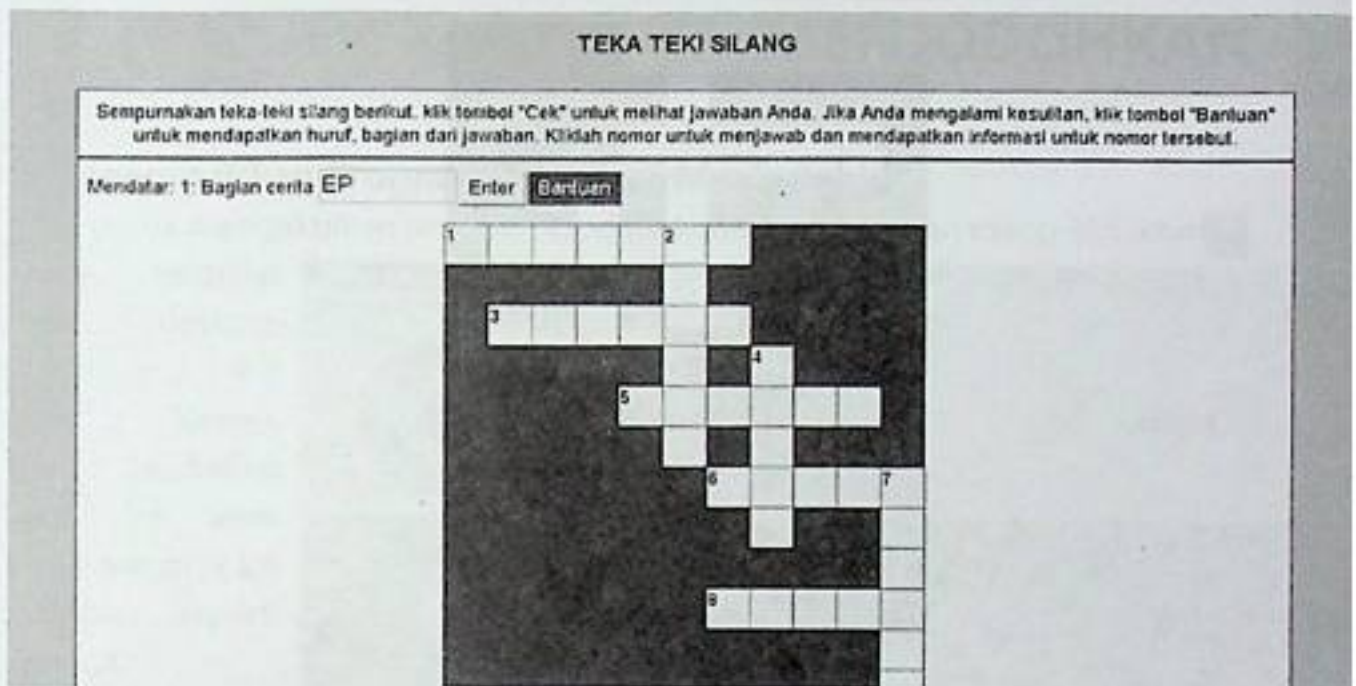 TEKA TEKI SILANG
Sempurnakan teka-teki silang berikut, klik tombol "Cek" untuk melihat jawaban Anda. Jika Anda mengalami kesulitan, klik tombol "Bantuan"
untuk mendapatkan huruf, bagian dari jawaban. Kliklah nomor untuk menjawab dan mendapatkan informasi untuk nomor tersebut.
Mendatar: 1: Bagian cerita EP Enter Bantuan
1 2
3
4
5
6 7
8